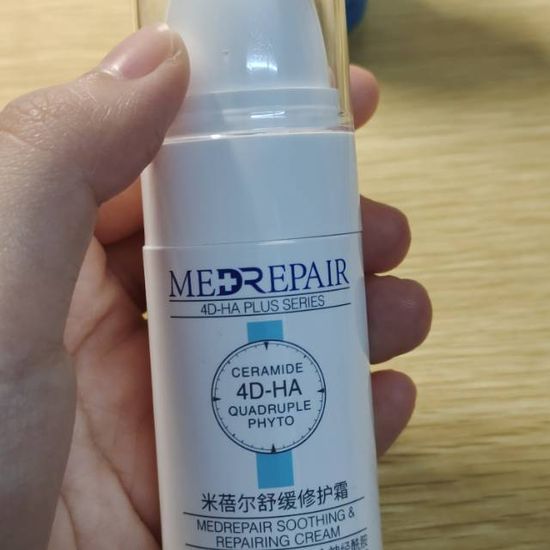 MEDREPAIR
4D-HA PLUS SERIES
CERAMIDE
4D-HA
QUADRUPLE
PHYTO
米蓓尔舒缓修护霜
MEDREPAIR SOOTHING &
REPAIRING CREAM